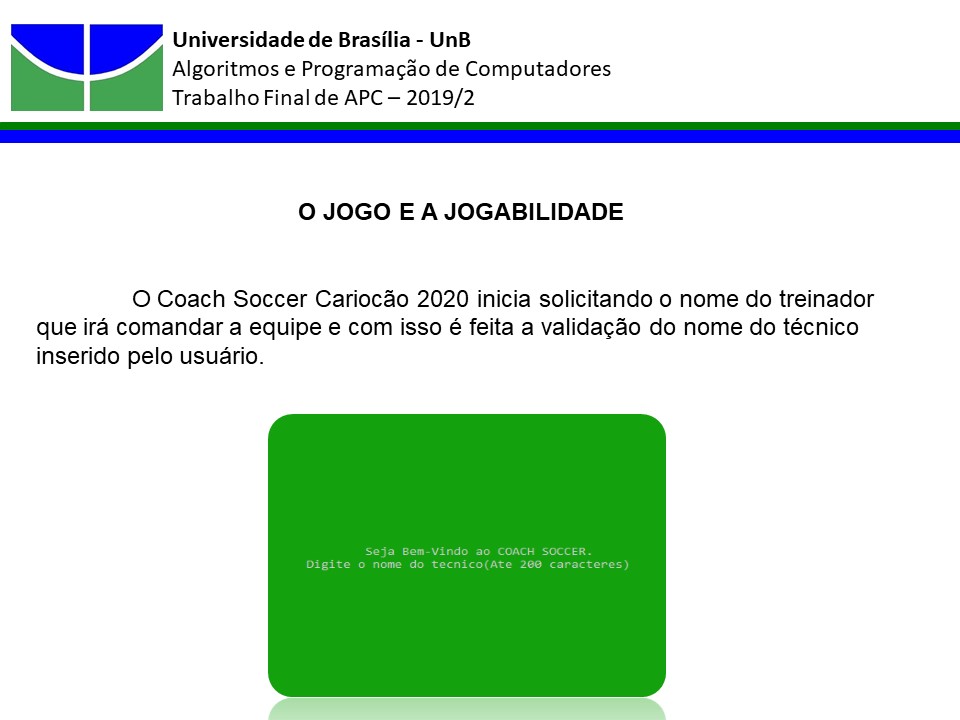 Universidade de Brasília - UnB
Algoritmos e Programação de Computadores
Trabalho Final de APC – 2019/2
O JOGO E A JOGABILIDADE
O Coach Soccer Cariocão 2020 inicia solicitando o nome do treinador
que irá comandar a equipe e com isso é feita a validação do nome do técnico
inserido pelo usuário.
Seja Bem-Vindo ao COACH SOCCER.
Digite o nome do tecnico(Ate 200 caracteres)